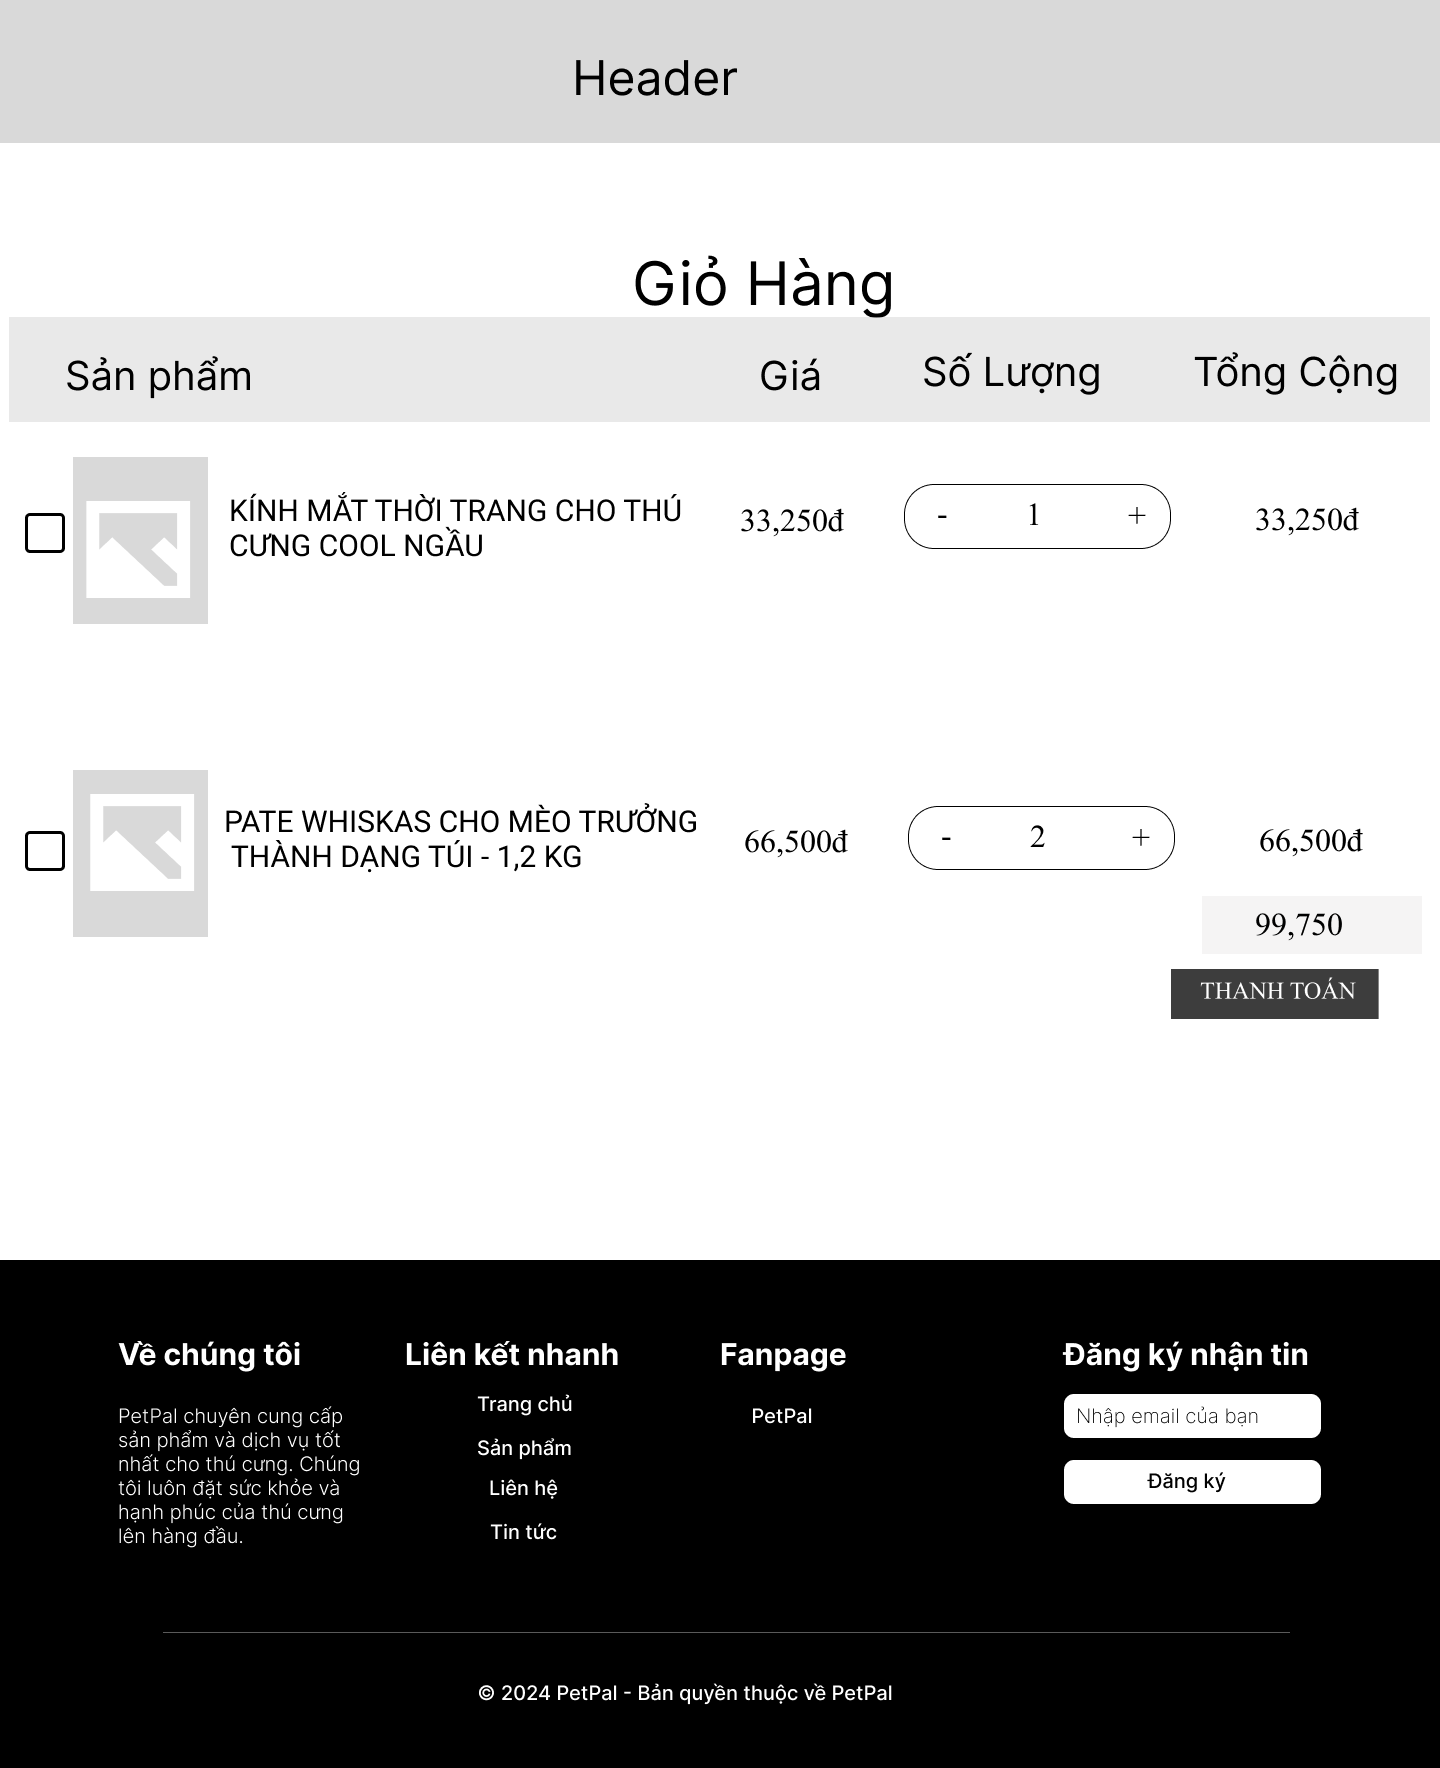 Header
Giỏ Hàng
Sản phẩm Giá Số Lượng Tổng Cộng
KÍNH MẮT THỜI TRANG CHO THÚ
CƯNG COOL NGẦU
33,250đ - 1 + 33,250đ
PATE WHISKAS CHO MÈO TRƯỞNG
THÀNH DẠNG TÚI - 1,2 KG
66,500đ - 2 + 66,500đ
99,750
THANH TOÁN
Về chúng tôi
PetPal chuyên cung cấp
sản phẩm và dịch vụ tốt
nhất cho thú cưng. Chúng
tôi luôn đặt sức khỏe và
hạnh phúc của thú cưng
lên hàng đầu.
Liên kết nhanh
Trang chủ
Sản phẩm
Liên hệ
Tin tức
Fanpage
PetPal
Đăng ký nhận tin
Nhập email của bạn
Đăng ký
© 2024 PetPal - Bản quyền thuộc về PetPal